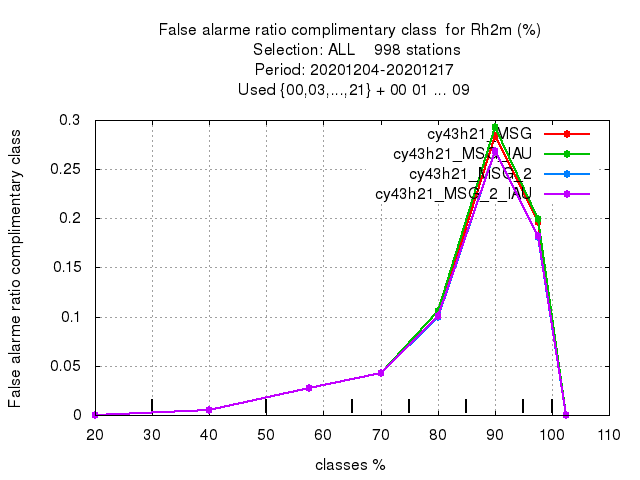 False alarme ratio complimentary class  for Rh2m (%)
Selection: ALL    998 stations
Period: 20201204-20201217
Used {00,03,...,21} + 00 01 ... 09
False alarme ratio complimentary class
0.3
0.25
0.2
0.15
0.1
0.05
0
cy43h21_MSG
cy43h21_MSG_IAU
cy43h21_MSG_2
cy43h21_MSG_2_IAU
20 30 40 50 60 70 80 90 100 110
classes %